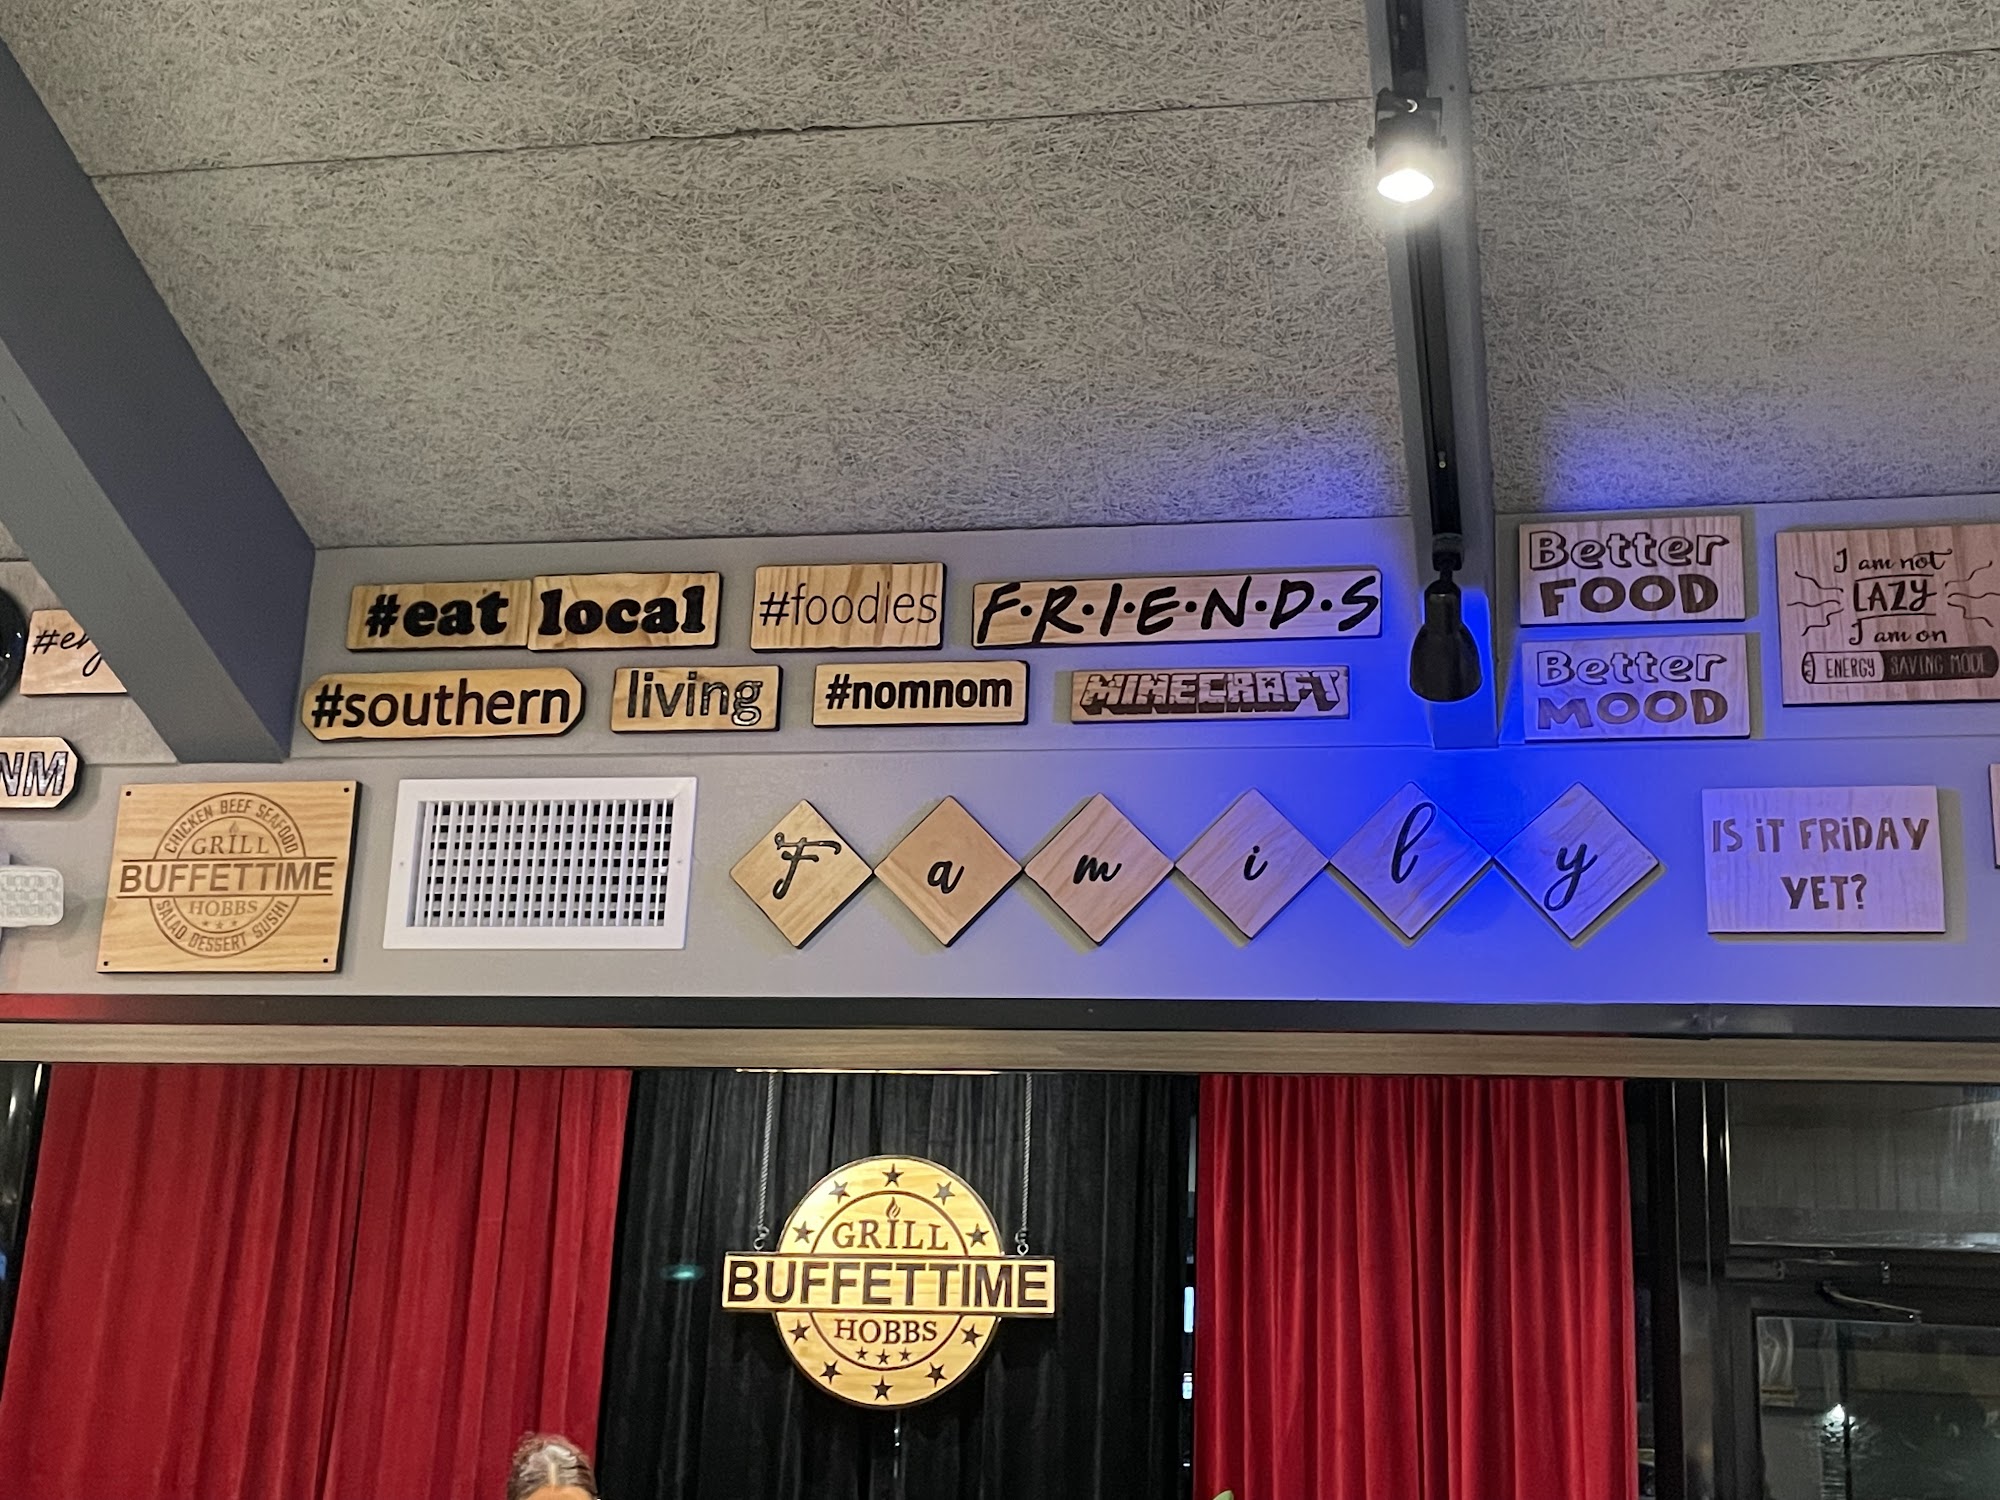 #eat local
#foodies
F·R·I·E·N·D·S
#southern
living
#nomnom
MINECRAFT
Better
FOOD
Better
MOOD
I am not
LAZY
I am on
ENERGY SAVING MODE
NM
CHICKEN BEEF SEAFOOD
GRILL
BUFFETTIME
HOBBS
SALAD DESSERT SUSHI
Family
IS IT FRIDAY
YET?
GRILL
BUFFETTIME
HOBBS